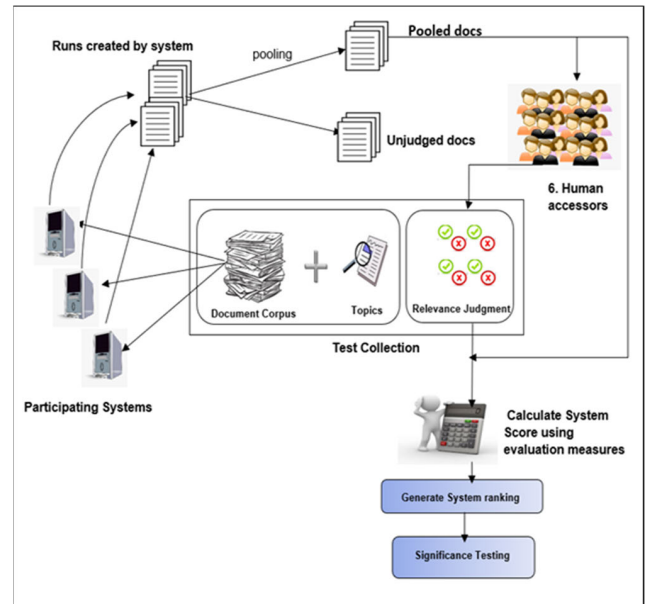 Runs created by system
pooling
Pooled docs
Unjudged docs
6. Human
accessors
Document Corpus
Topics
Relevance Judgment
Test Collection
Participating Systems
Calculate System
Score using
evaluation measures
Generate System ranking
Significance Testing